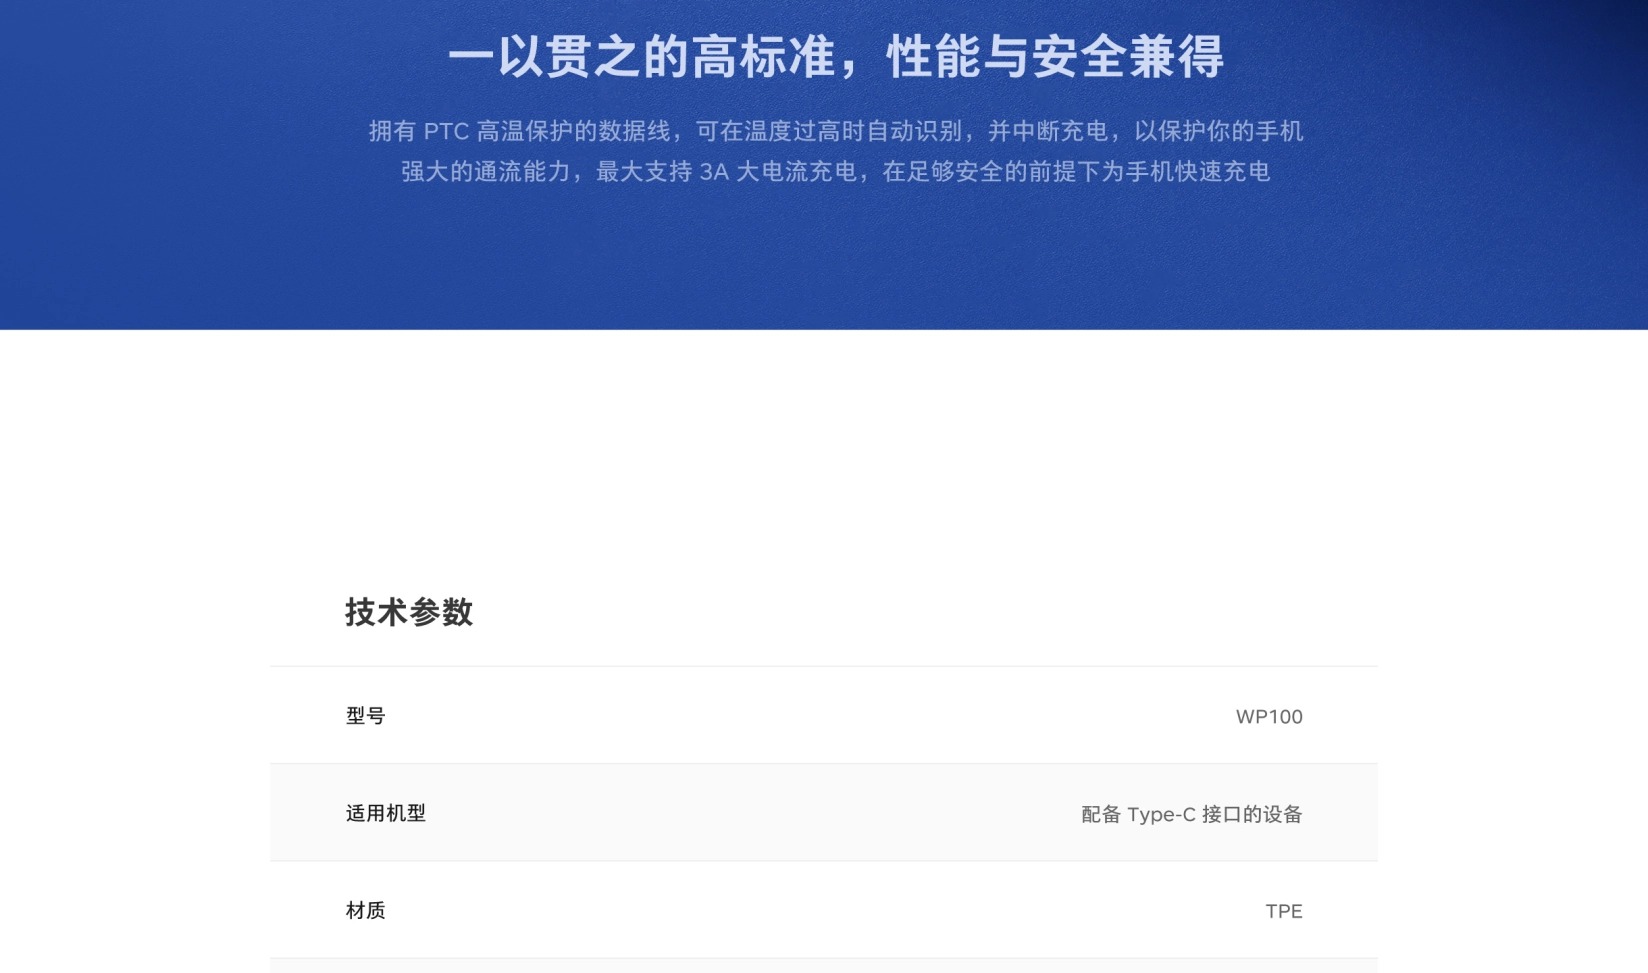 一以贯之的高标准，性能与安全兼得
拥有 PTC 高温保护的数据线，可在温度过高时自动识别，并中断充电，以保护你的手机
强大的通流能力，最大支持 3A 大电流充电，在足够安全的前提下为手机快速充电
技术参数
型号 WP100
适用机型 配备 Type-C 接口的设备
材质 TPE